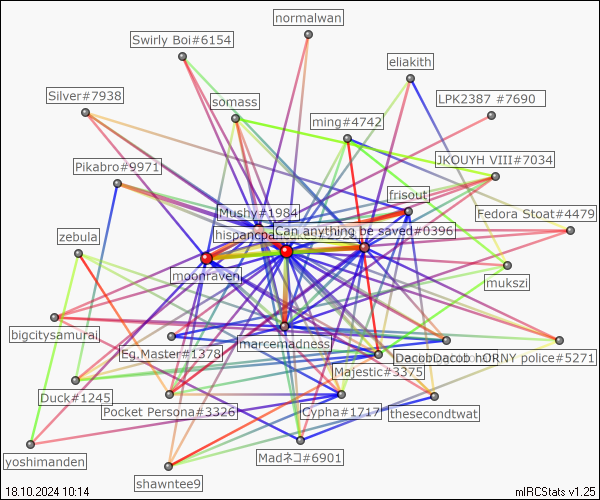 normalwan
Swirly Boi#6154
eliakith
Silver#7938
somass
LPK2387 #7690
ming#4742
Pikabro#9971
JKOUYH VIII#7034
frisout
Mushy#1984
Fedora Stoat#4479
Can anything be saved#0396
zebula
moonraven
mukszi
bigcitysamurai
marcemadness
Eg.Master#1378
hORNY police#5271
Majestic#3375
Duck#1245
Pocket Persona#3326
Cypha#1717
thesecondtwat
Madネコ#6901
yoshimanden
shawntee9
18.10.2024 10:14
mIRCStats v1.25